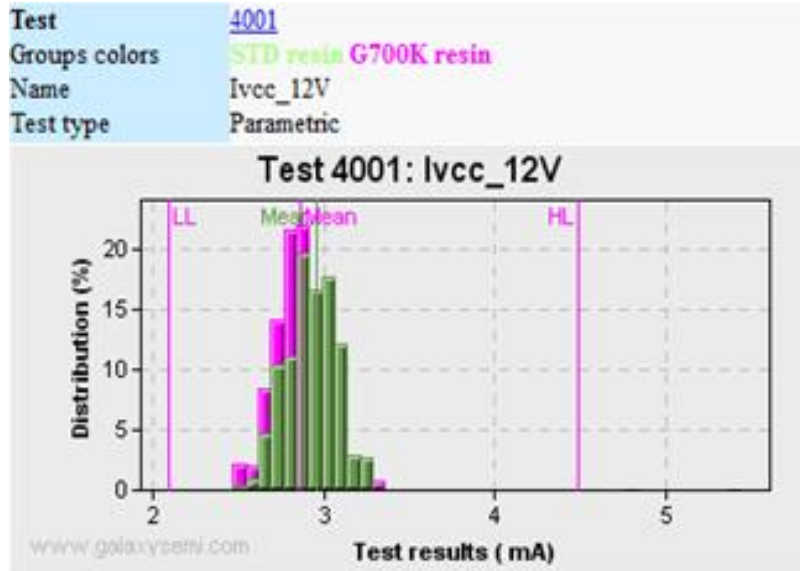 Test 4001
Groups colors STD resin G700K resin
Name Ivcc_12V
Test type Parametric
Test 4001: Ivcc_12V
LL Mean Mean HL
Distribution (%)
20
15
10
5
0
2 3 4 5
www.galaxysemi.com
Test results ( mA)